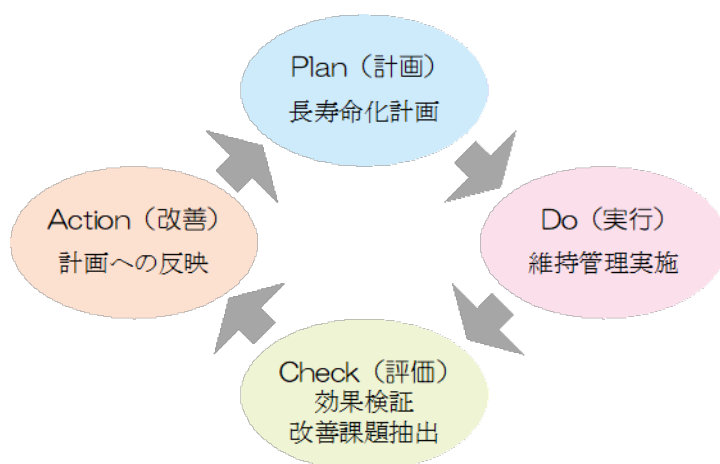 Plan（計画）
長寿命化計画
Do（実行）
維持管理実施
Check（評価）
効果検証
改善課題抽出
Action（改善）
計画への反映